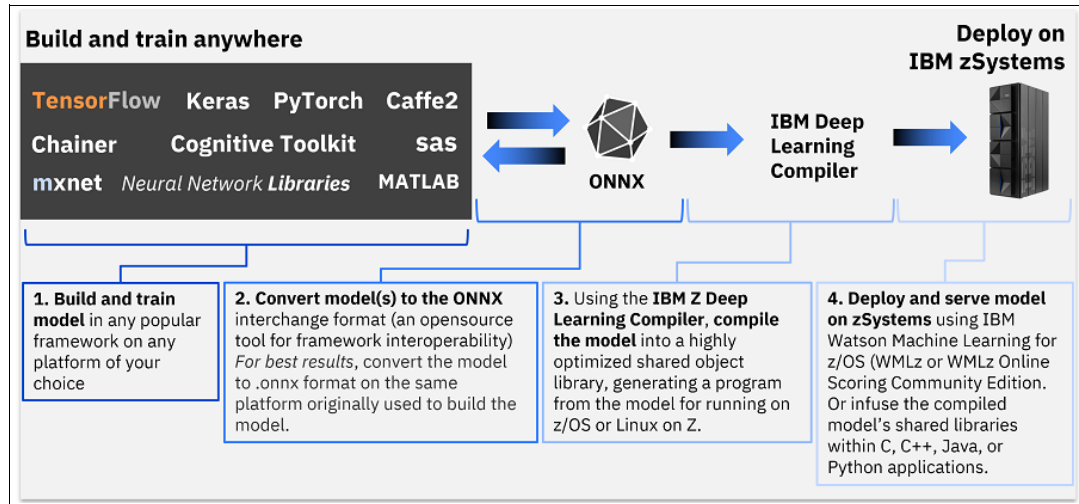 Build and train anywhere
Deploy on
IBM zSystems
TensorFlow Keras PyTorch Caffe2
Chainer Cognitive Toolkit sas
mxnet Neural Network Libraries MATLAB
ONNX
IBM Deep
Learning
Compiler
1. Build and train
model in any popular
framework on any
platform of your
choice
2. Convert model(s) to the ONNX
interchange format (an opensource
tool for framework interoperability)
For best results, convert the model
to .onnx format on the same
platform originally used to build the
model.
3. Using the IBM Z Deep
Learning Compiler, compile
the model into a highly
optimized shared object
library, generating a program
from the model for running on
z/OS or Linux on Z.
4. Deploy and serve model
on zSystems using IBM
Watson Machine Learning for
z/OS (WMLz or WMLz Online
Scoring Community Edition.
Or infuse the compiled
model's shared libraries
within C, C++, Java, or
Python applications.